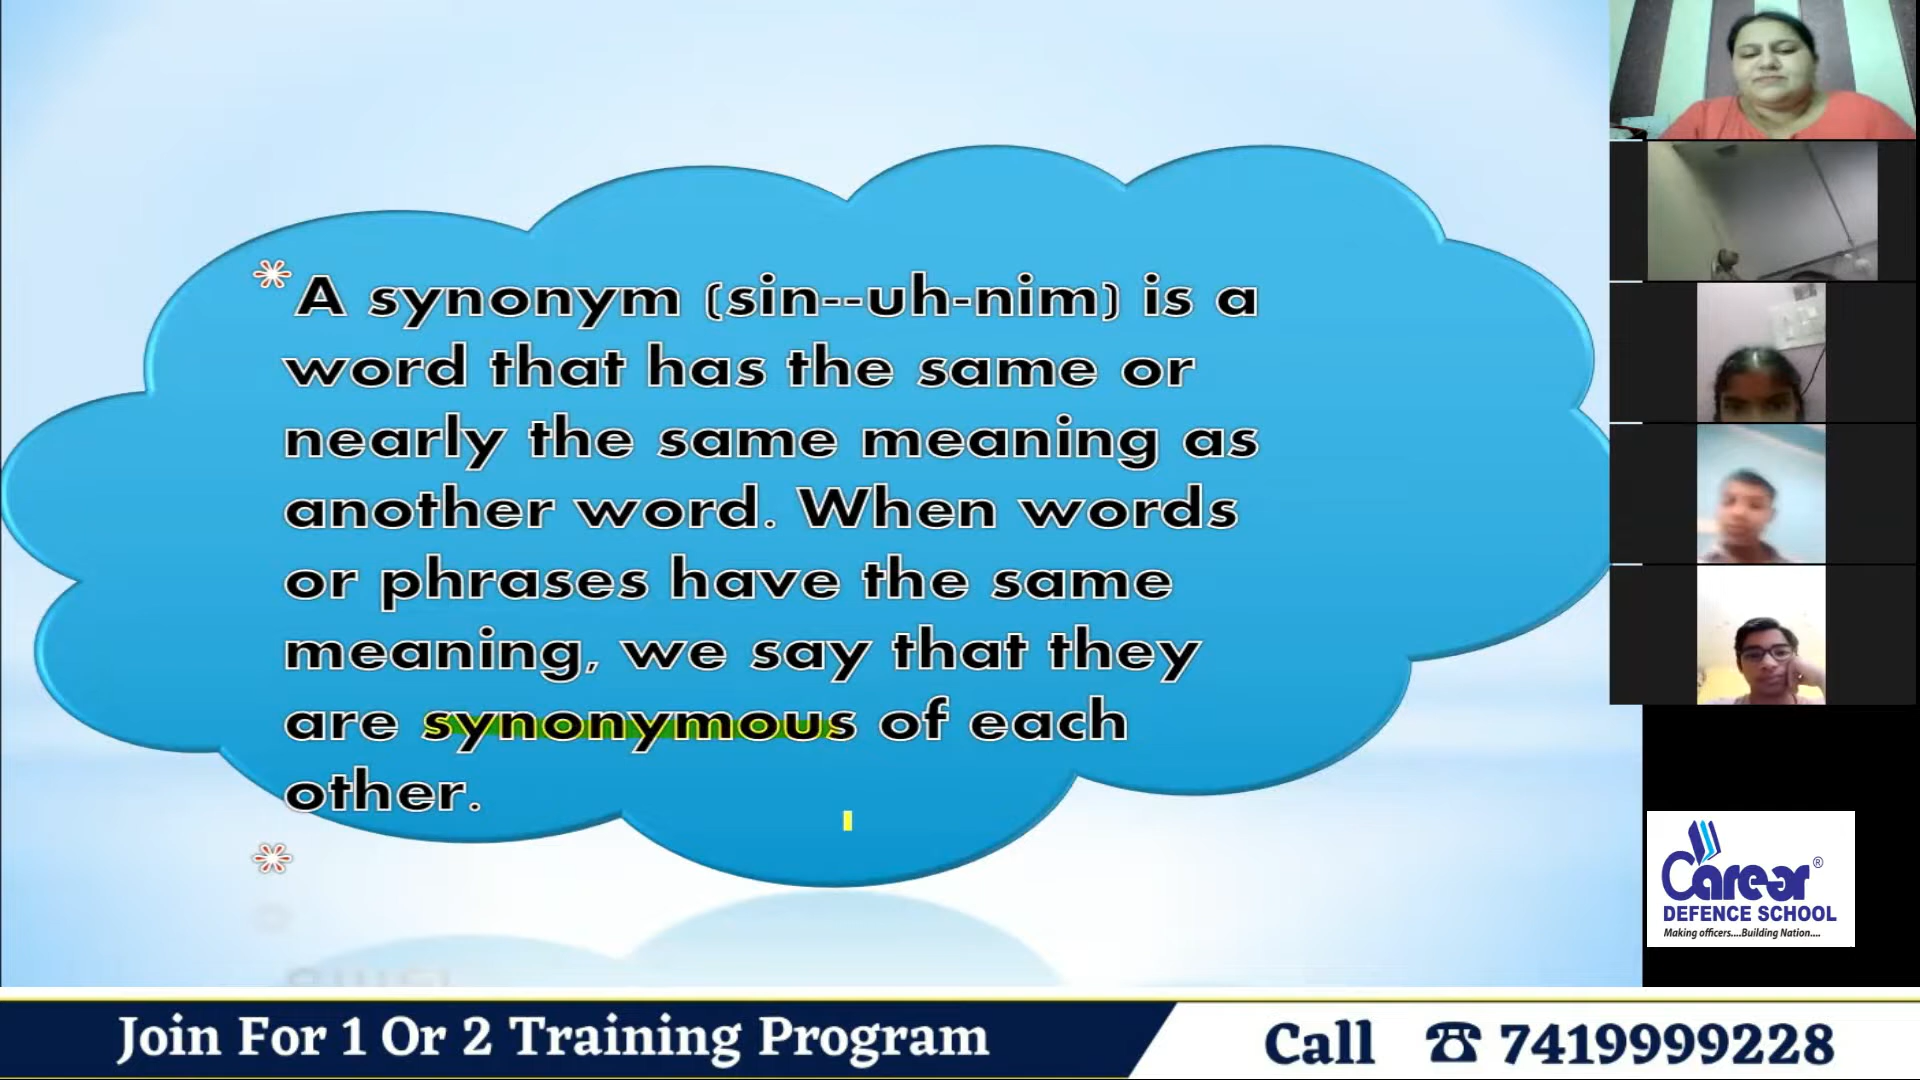 A synonym (sin--uh-nim) is a
word that has the same or
nearly the same meaning as
another word. When words
or phrases have the same
meaning, we say that they
are synonymous of each
other.
Carear®
DEFENCE SCHOOL
Making officers....Building Nation....
Join For 1 Or 2 Training Program
Call ☎ 7419999228